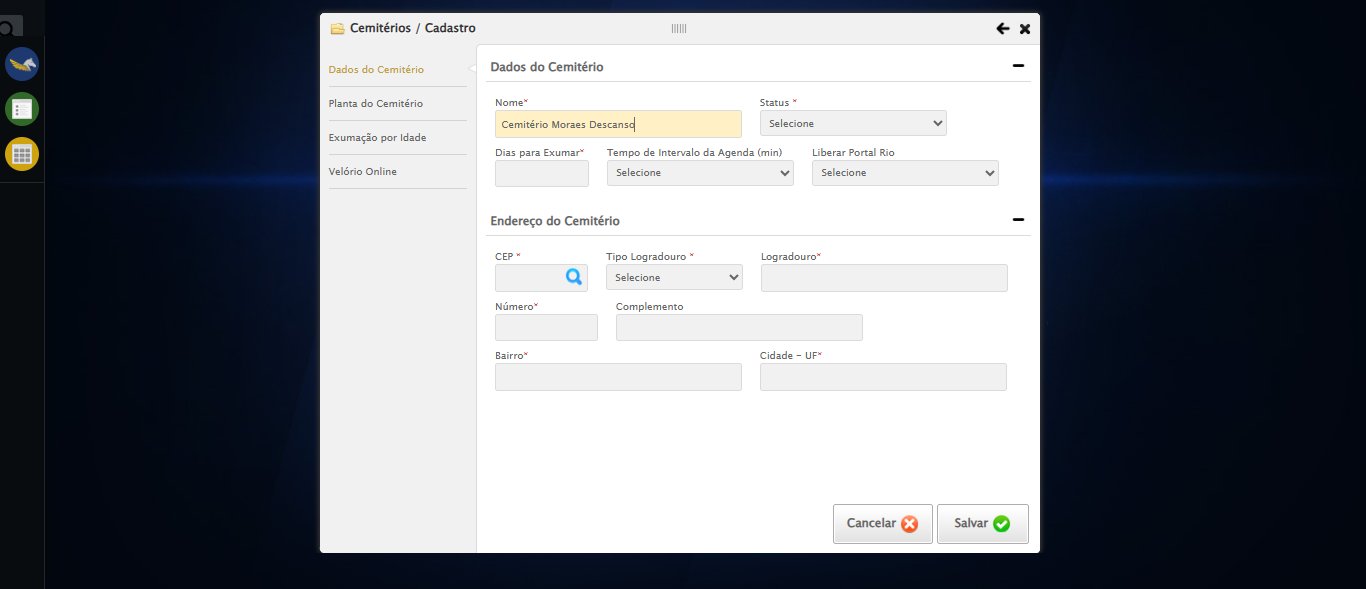 Cemitérios / Cadastro
Dados do Cemitério
Planta do Cemitério
Exumação por Idade
Velório Online
Dados do Cemitério
Nome* Status *
Cemitério Moraes Descanso Selecione
Dias para Exumar* Tempo de Intervalo da Agenda (min) Liberar Portal Rio
Selecione Selecione
Endereço do Cemitério
CEP * Tipo Logradouro * Logradouro*
Selecione
Número* Complemento
Bairro* Cidade - UF*
Cancelar Salvar